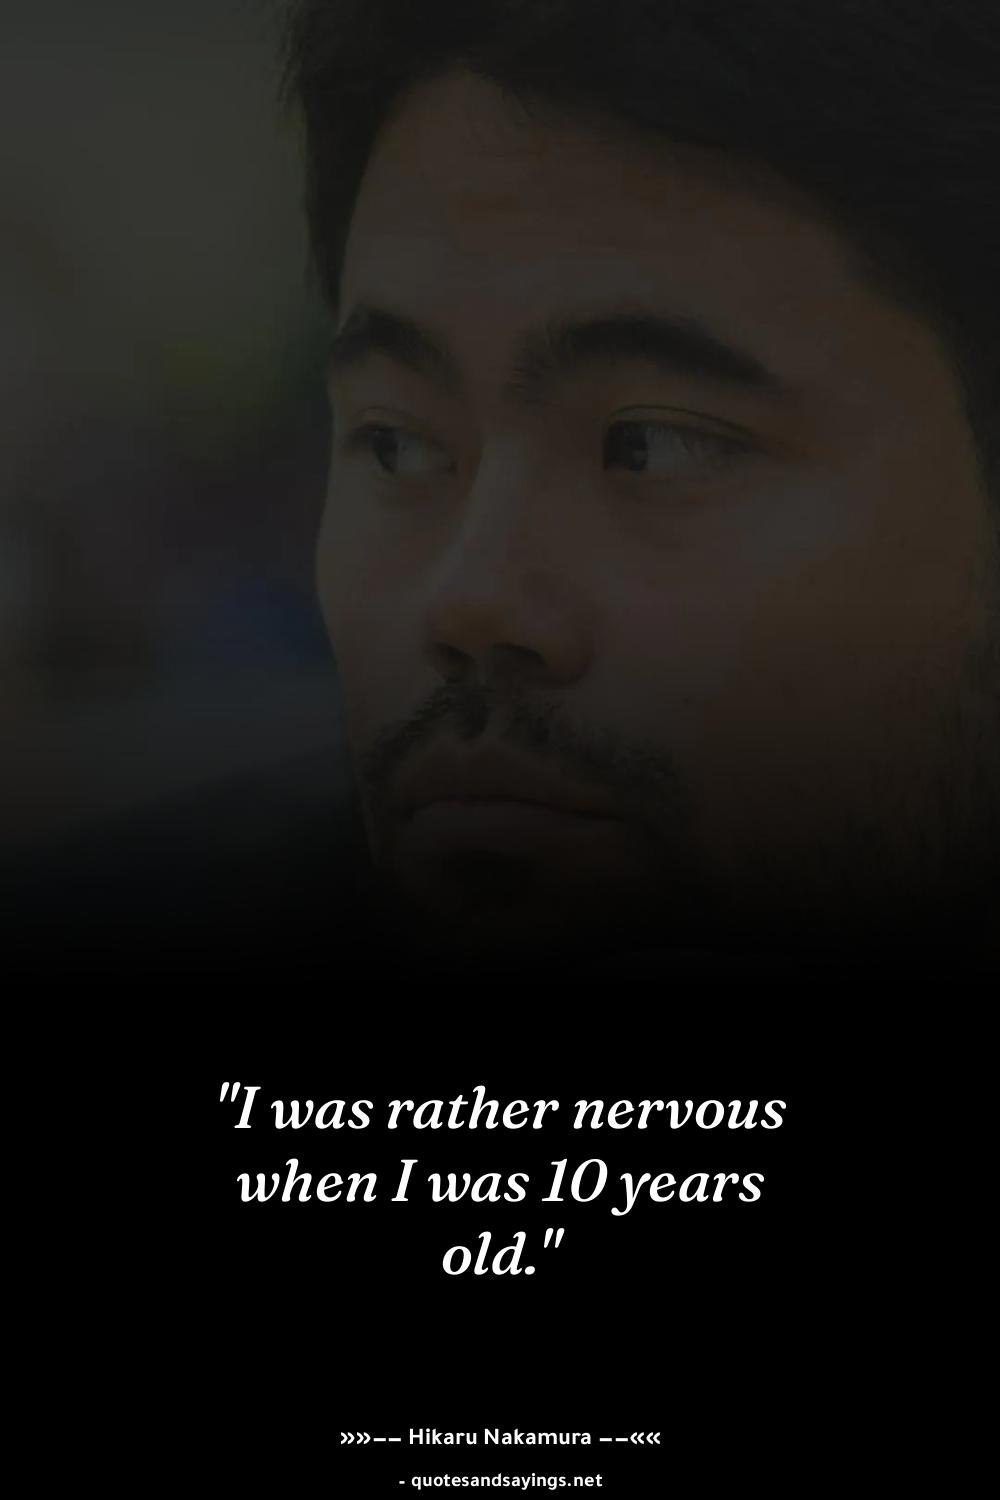 "I was rather nervous
when I was 10 years
old."
»»-- Hikaru Nakamura --««
- quotesandsayings.net